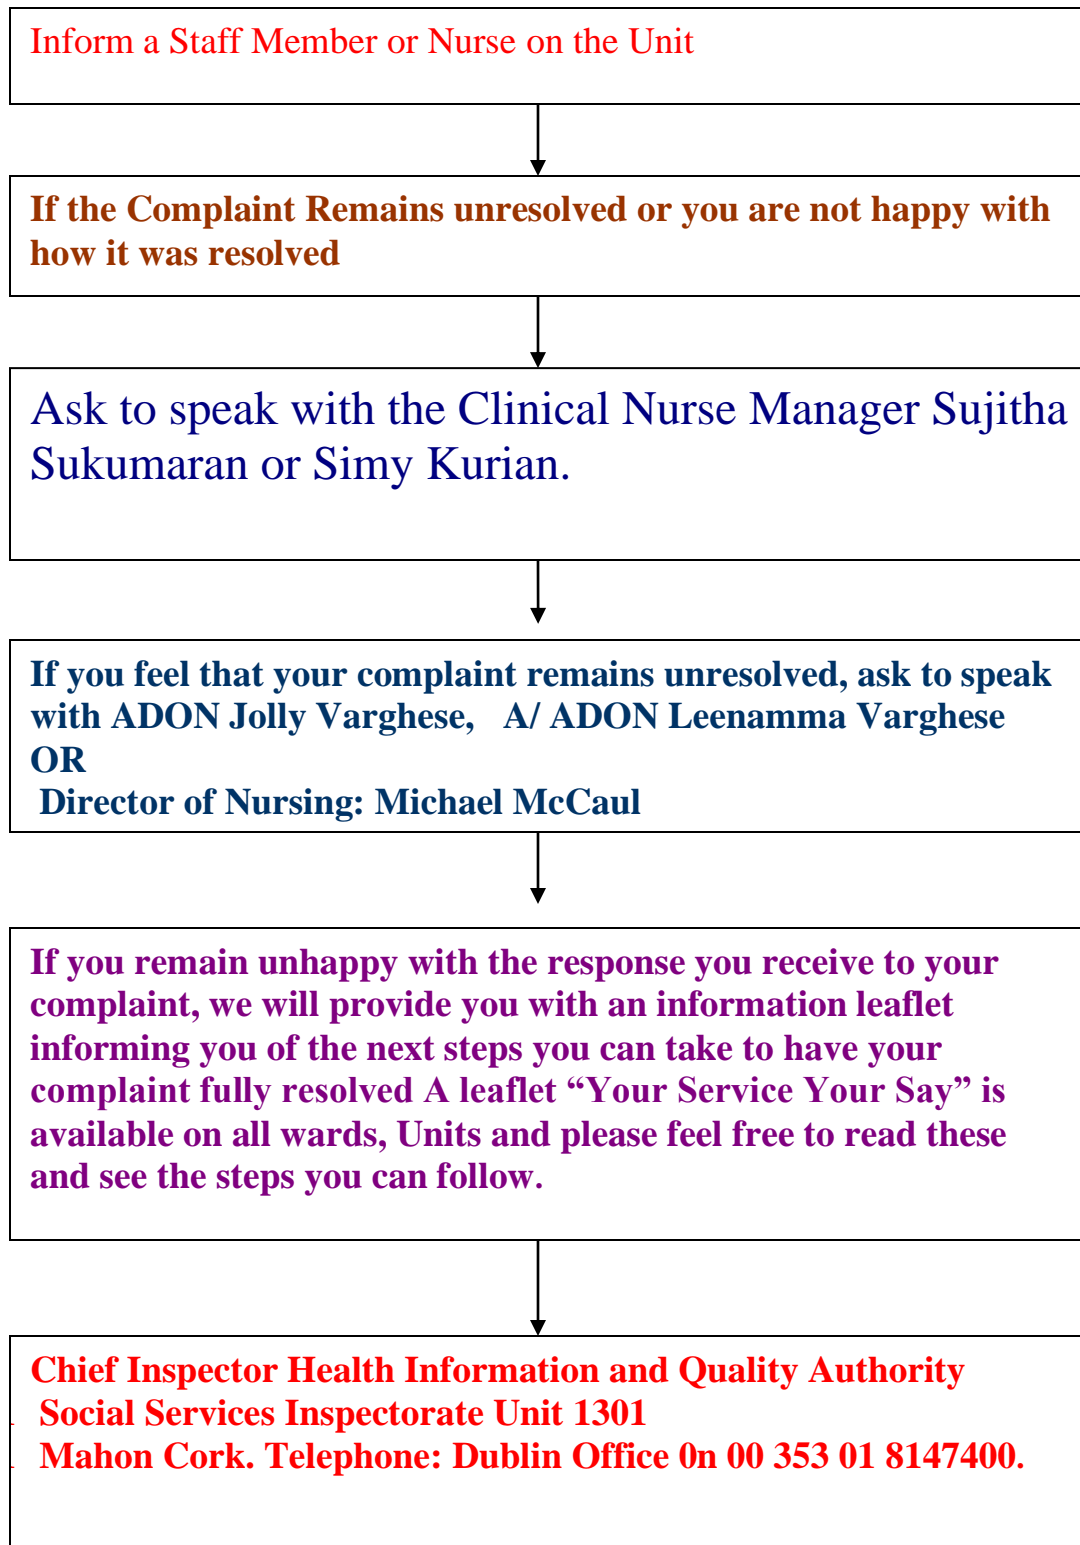 Inform a Staff Member or Nurse on the Unit
If the Complaint Remains unresolved or you are not happy with
how it was resolved
Ask to speak with the Clinical Nurse Manager Sujitha
Sukumaran or Simy Kurian.
If you feel that your complaint remains unresolved, ask to speak
with ADON Jolly Varghese,   A/ ADON Leenamma Varghese
OR
Director of Nursing: Michael McCaul
If you remain unhappy with the response you receive to your
complaint, we will provide you with an information leaflet
informing you of the next steps you can take to have your
complaint fully resolved A leaflet “Your Service Your Say” is
available on all wards, Units and please feel free to read these
and see the steps you can follow.
Chief Inspector Health Information and Quality Authority
Social Services Inspectorate Unit 1301
Mahon Cork. Telephone: Dublin Office 0n 00 353 01 8147400.